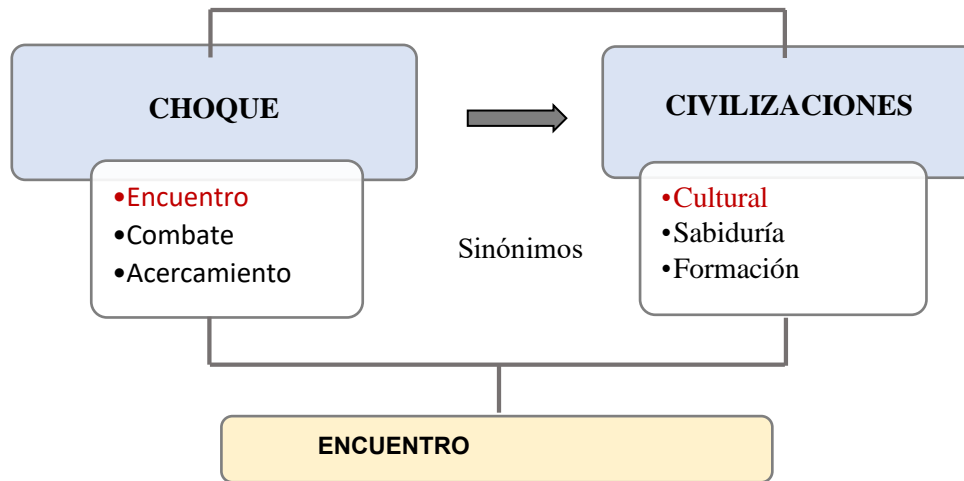 CHOQUE
CIVILIZACIONES
•Encuentro
•Combate
•Acercamiento
Sinónimos
•Cultural
•Sabiduría
•Formación
ENCUENTRO